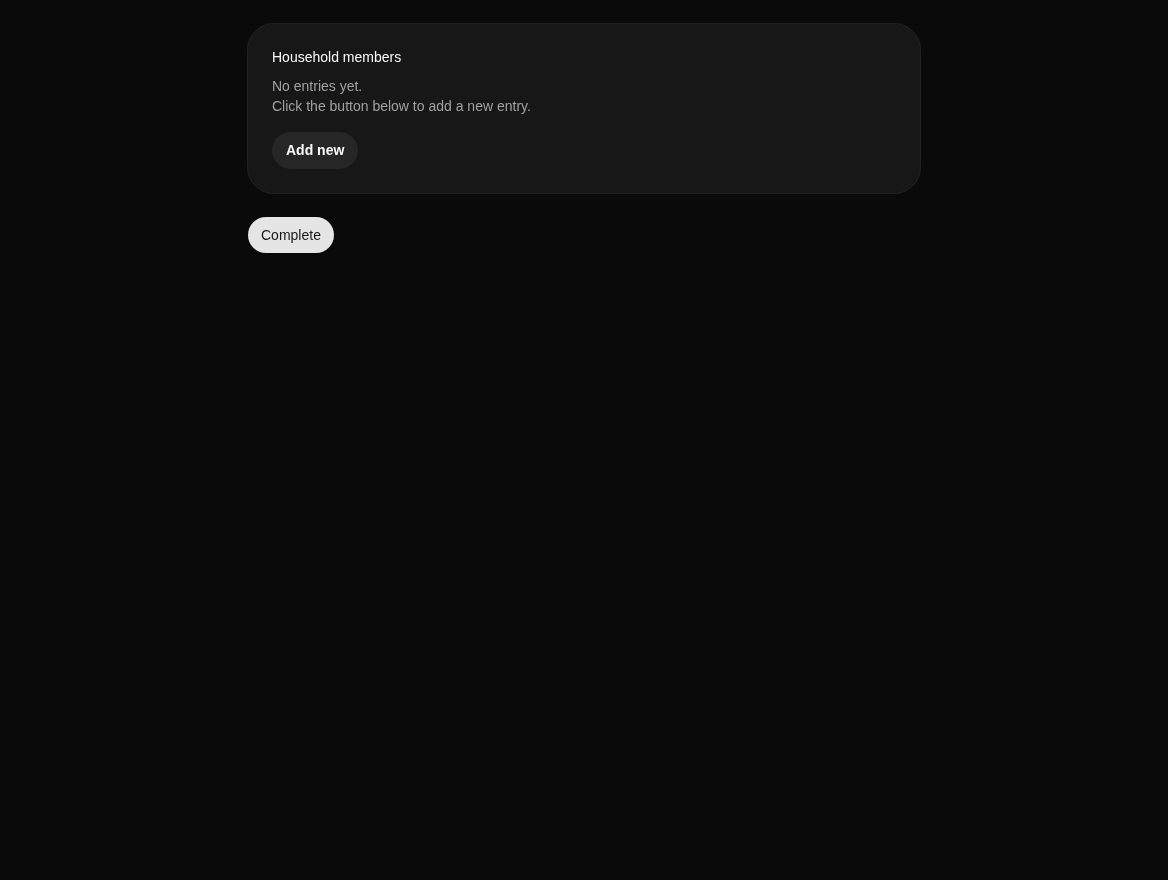 Household members
No entries yet.
Click the button below to add a new entry.
Add new
Complete